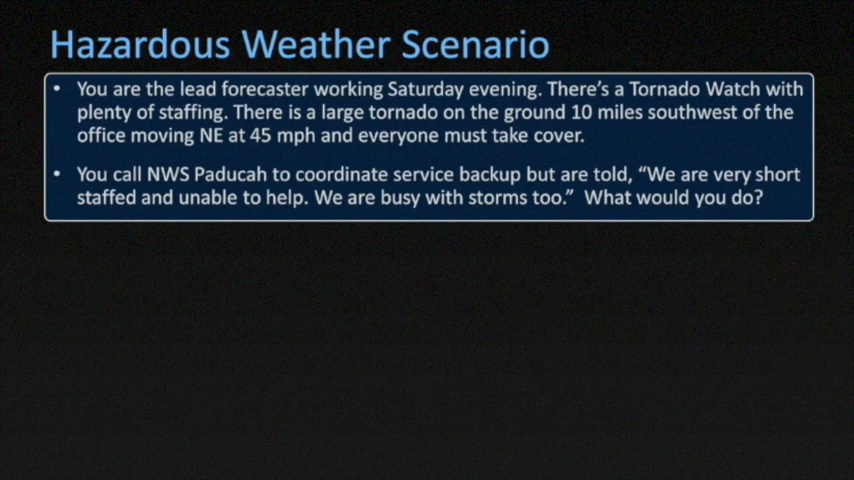 Hazardous Weather Scenario
• You are the lead forecaster working Saturday evening. There's a Tornado Watch with
plenty of staffing. There is a large tornado on the ground 10 miles southwest of the
office moving NE at 45 mph and everyone must take cover.
• You call NWS Paducah to coordinate service backup but are told, “We are very short
staffed and unable to help. We are busy with storms too.” What would you do?